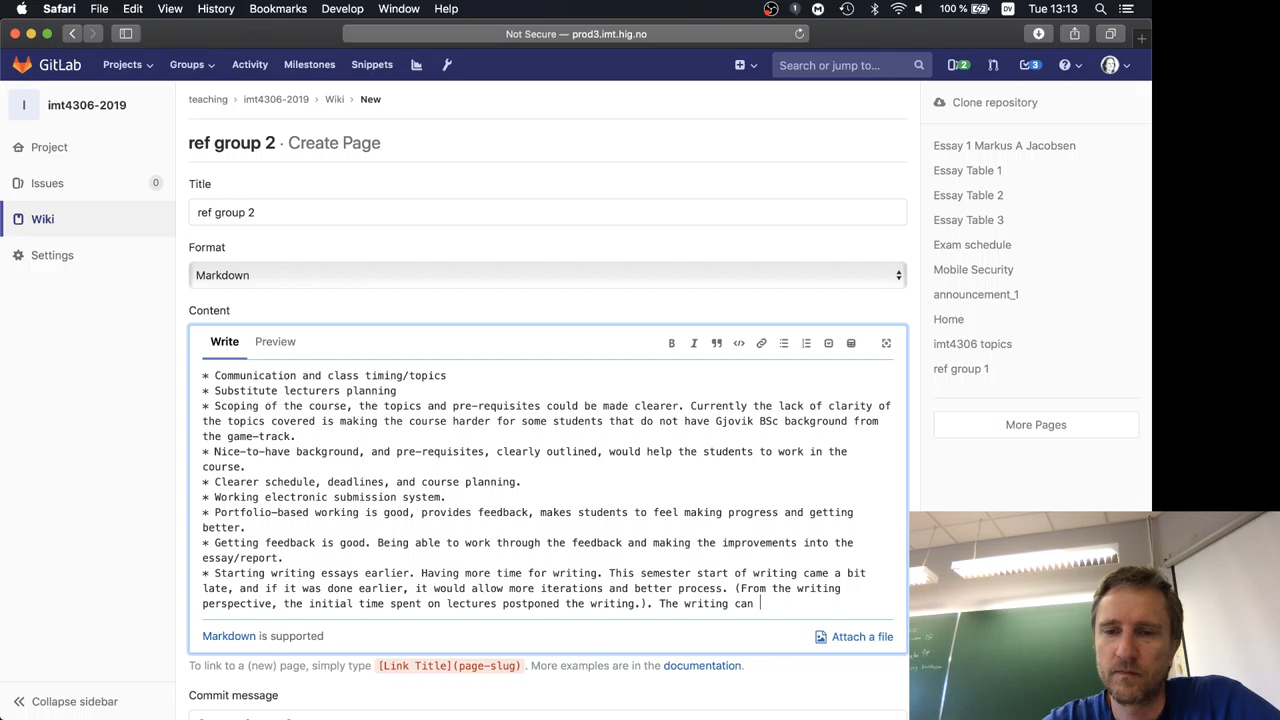 Safari File Edit View History Bookmarks Develop Window Help 100 % DV Tue 13:13
Not Secure — prod3.imt.hig.no
GitLab Projects Groups Activity Milestones Snippets Search or jump to... 2 3
I imt4306-2019
Project
Issues 0
Wiki
Settings
Collapse sidebar
teaching › imt4306-2019 › Wiki › New
ref group 2 · Create Page
Title
ref group 2
Format
Markdown
Content
Write Preview
* Communication and class timing/topics
* Substitute lecturers planning
* Scoping of the course, the topics and pre-requisites could be made clearer. Currently the lack of clarity of
the topics covered is making the course harder for some students that do not have Gjovik BSc background from
the game-track.
* Nice-to-have background, and pre-requisites, clearly outlined, would help the students to work in the
course.
* Clearer schedule, deadlines, and course planning.
* Working electronic submission system.
* Portfolio-based working is good, provides feedback, makes students to feel making progress and getting
better.
* Getting feedback is good. Being able to work through the feedback and making the improvements into the
essay/report.
* Starting writing essays earlier. Having more time for writing. This semester start of writing came a bit
late, and if it was done earlier, it would allow more iterations and better process. (From the writing
perspective, the initial time spent on lectures postponed the writing.). The writing can
Markdown is supported Attach a file
To link to a (new) page, simply type [Link Title](page-slug). More examples are in the documentation.
Commit message
Clone repository
Essay 1 Markus A Jacobsen
Essay Table 1
Essay Table 2
Essay Table 3
Exam schedule
Mobile Security
announcement_1
Home
imt4306 topics
ref group 1
More Pages